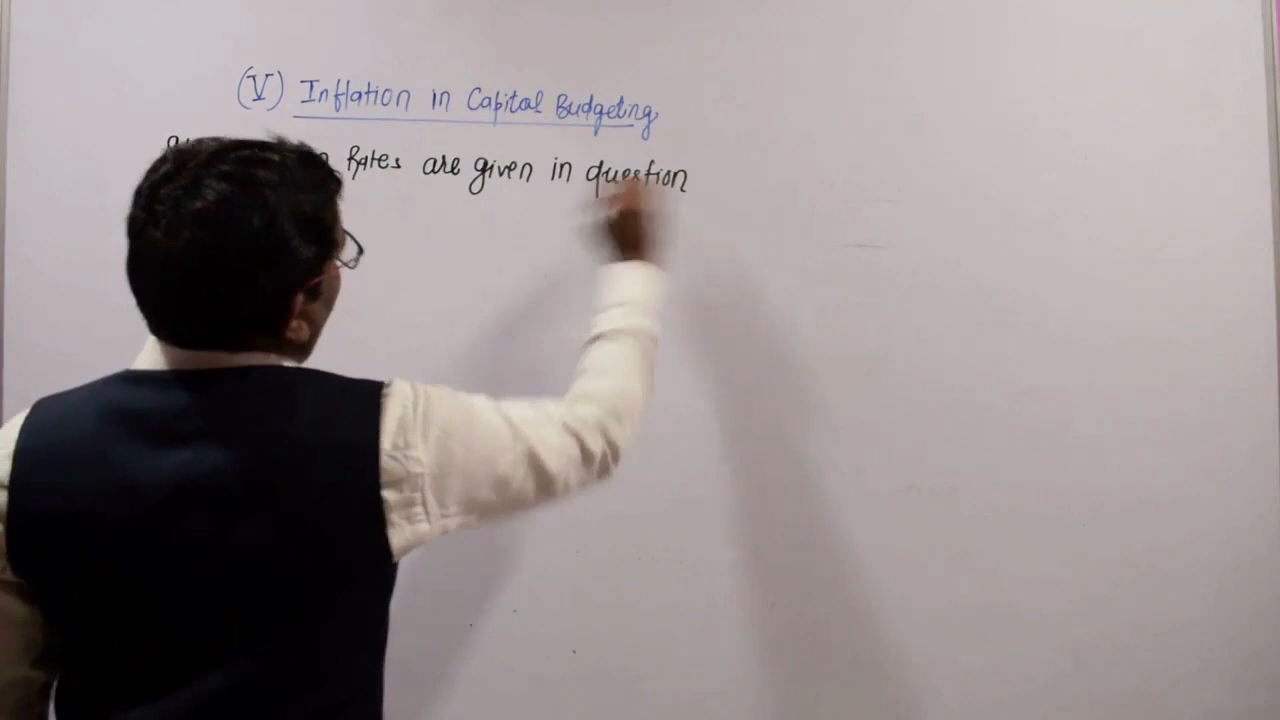 (V) Inflation in Capital Budgeting
Rates are given in question